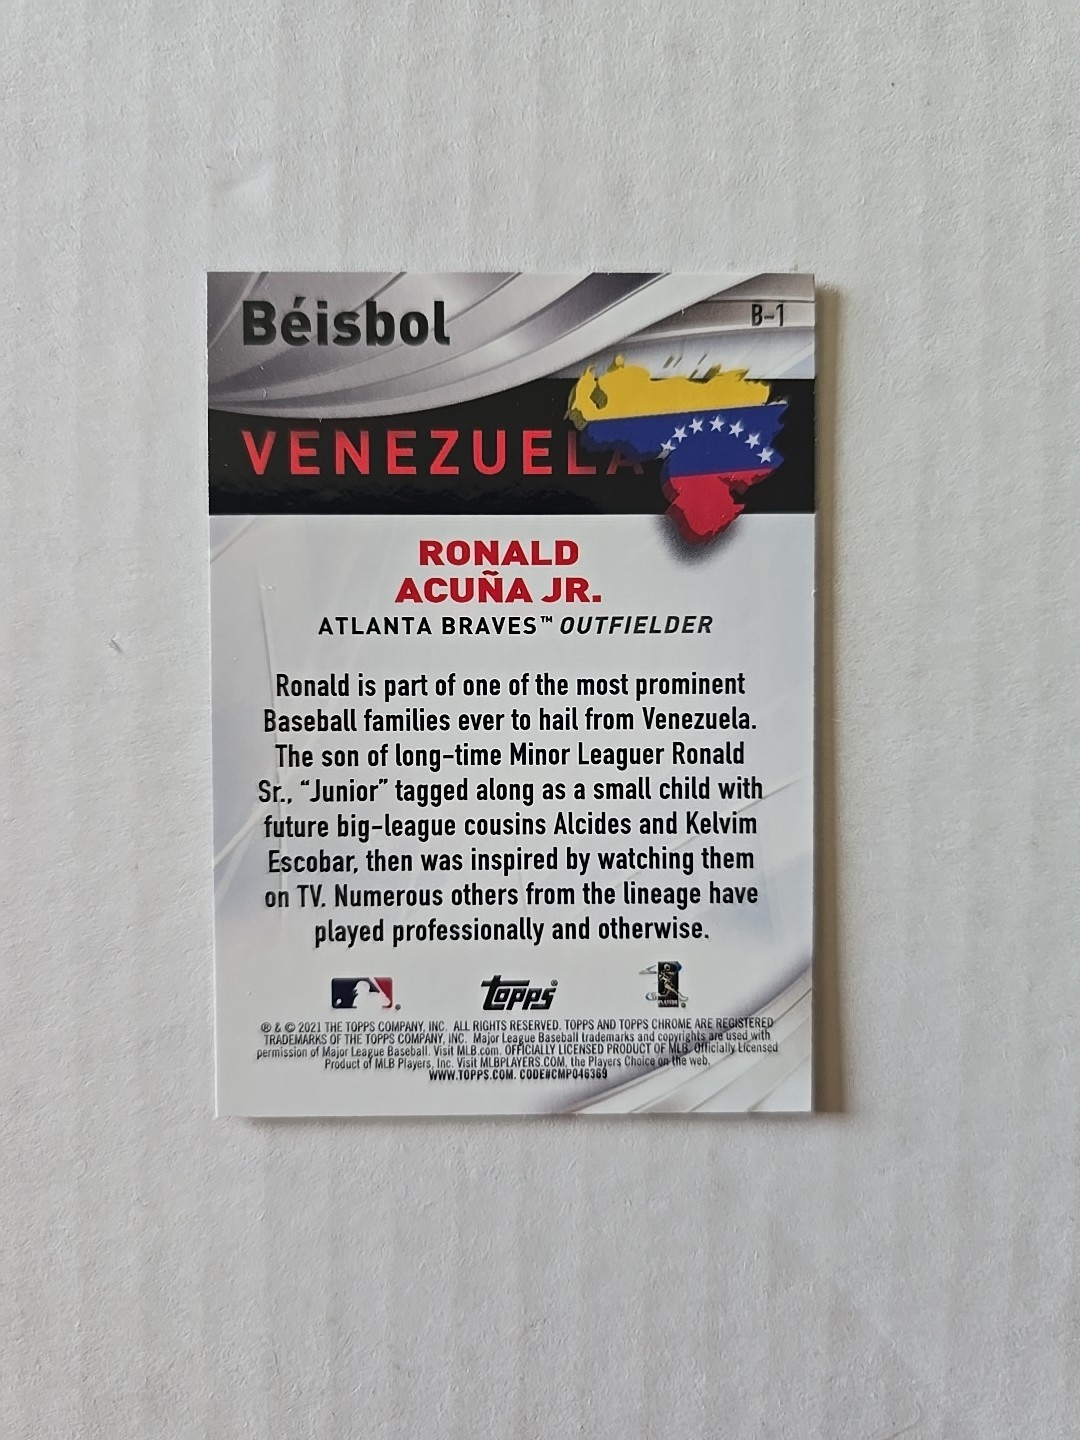 Béisbol
B-1
VENEZUELA
RONALD
ACUÑA JR.
ATLANTA BRAVES™ OUTFIELDER
Ronald is part of one of the most prominent
Baseball families ever to hail from Venezuela.
The son of long-time Minor Leaguer Ronald
Sr., “Junior” tagged along as a small child with
future big-league cousins Alcides and Kelvim
Escobar, then was inspired by watching them
on TV. Numerous others from the lineage have
played professionally and otherwise.
topps®
® & © 2021 THE TOPPS COMPANY, INC. ALL RIGHTS RESERVED. TOPPS AND TOPPS CHROME ARE REGISTERED
TRADEMARKS OF THE TOPPS COMPANY, INC. Major League Baseball trademarks and copyrights are used with
permission of Major League Baseball. Visit MLB.com. OFFICIALLY LICENSED PRODUCT OF MLB. Officially Licensed
Product of MLB Players, Inc. Visit MLBPLAYERS.COM, the Players Choice on the web.
WWW.TOPPS.COM. CODE#CMP046369